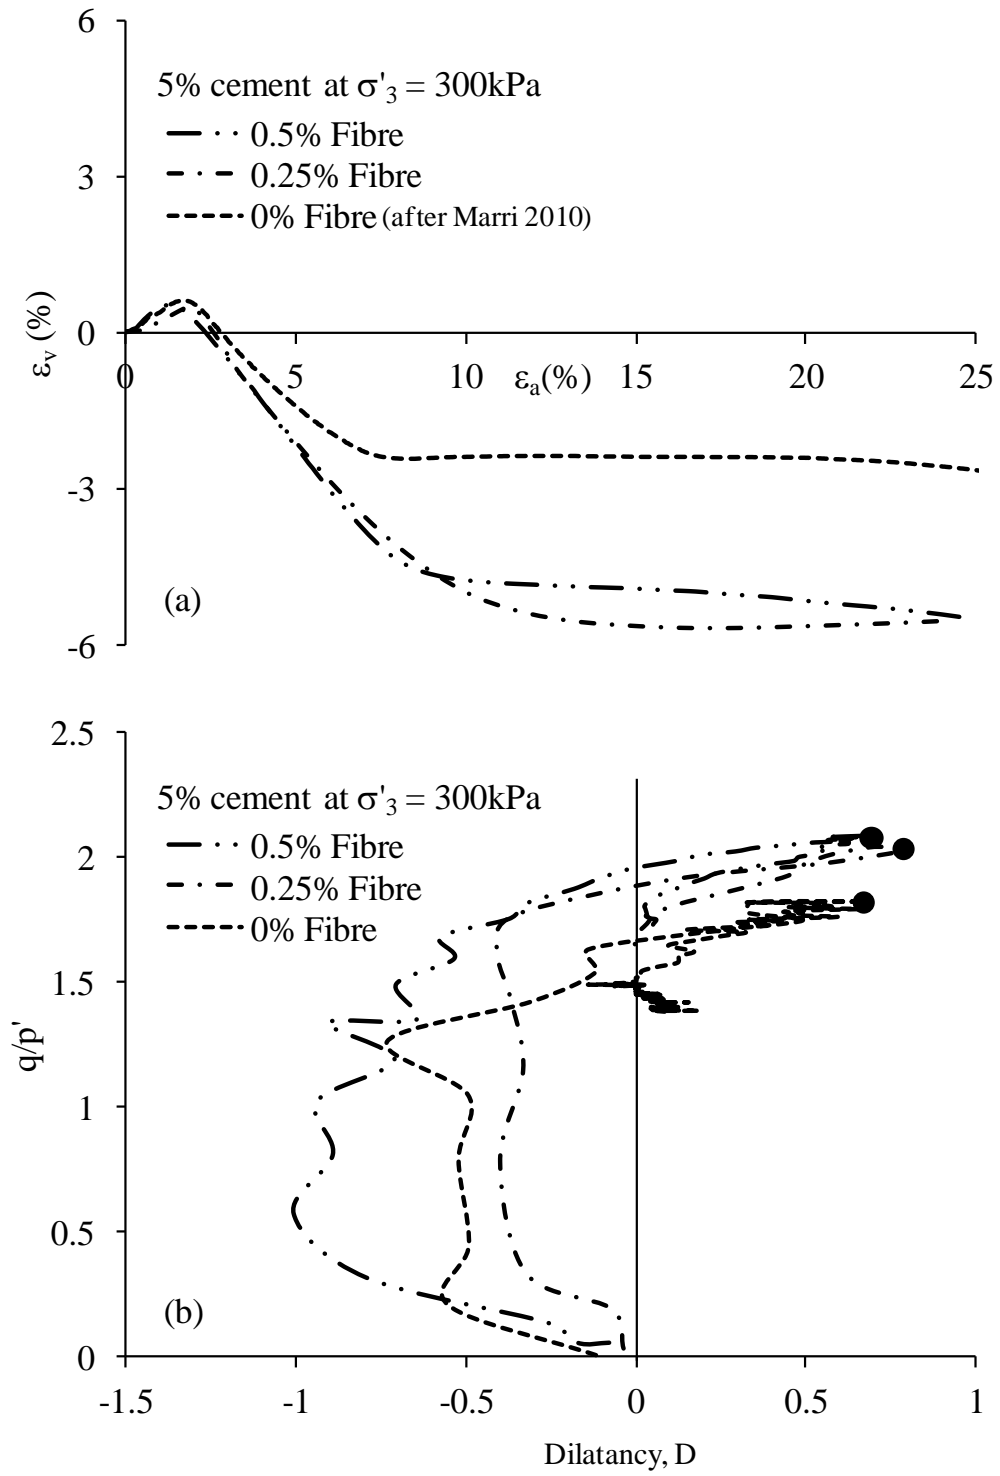 6
5% cement at σ'₃ = 300kPa
0.5% Fibre
0.25% Fibre
3
0% Fibre (after Marri 2010)
εᵥ (%)
0
0 5 10 εₐ(%) 15 20 25
-3
(a)
-6
2.5
5% cement at σ'₃ = 300kPa
0.5% Fibre
2
0.25% Fibre
0% Fibre
1.5
q/p'
1
0.5
(b)
0
-1.5 -1 -0.5 0 0.5 1
Dilatancy, D